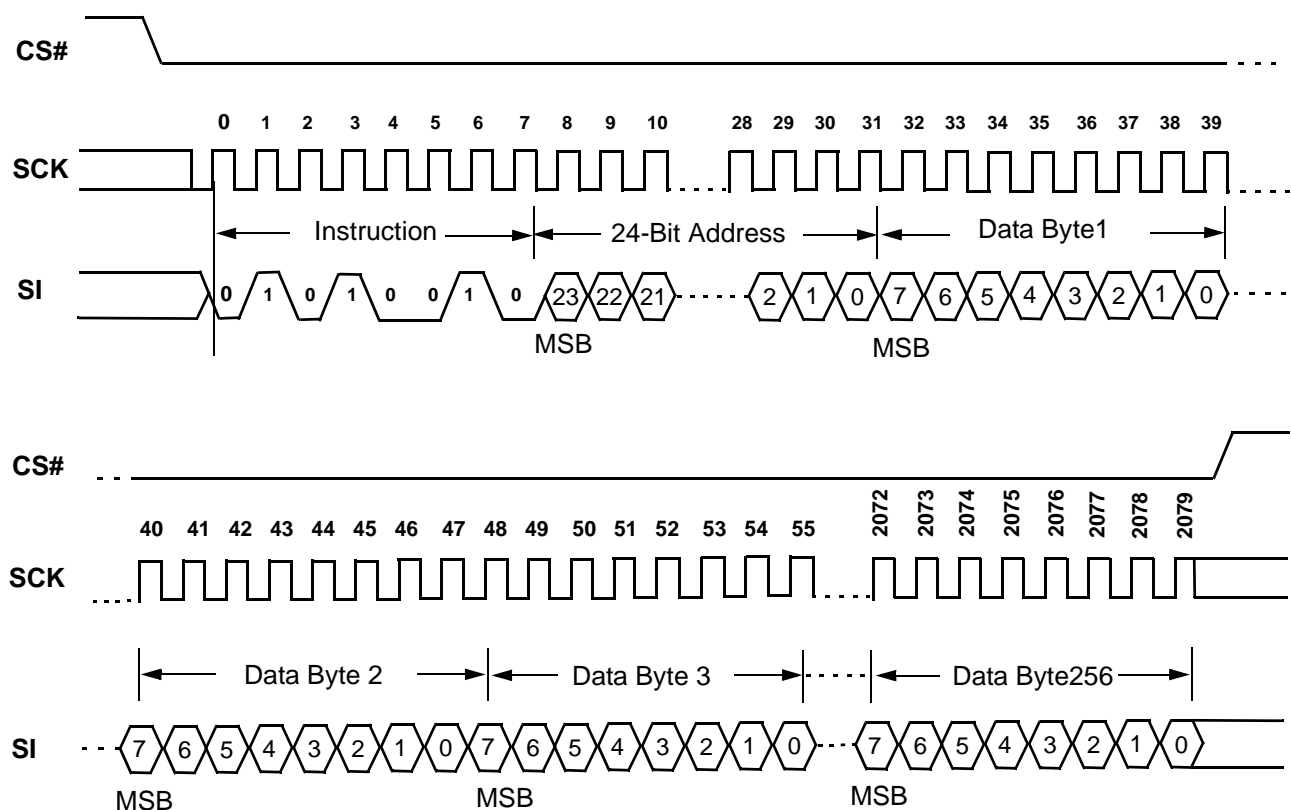 CS#
0 1 2 3 4 5 6 7 8 9 10 28 29 30 31 32 33 34 35 36 37 38 39
SCK
Instruction 24-Bit Address Data Byte1
SI 0 1 0 1 0 0 1 0 23 22 21 2 1 0 7 6 5 4 3 2 1 0
MSB MSB
CS#
40 41 42 43 44 45 46 47 48 49 50 51 52 53 54 55 2072 2073 2074 2075 2076 2077 2078 2079
SCK
Data Byte 2 Data Byte 3 Data Byte256
SI 7 6 5 4 3 2 1 0 7 6 5 4 3 2 1 0 7 6 5 4 3 2 1 0
MSB MSB MSB